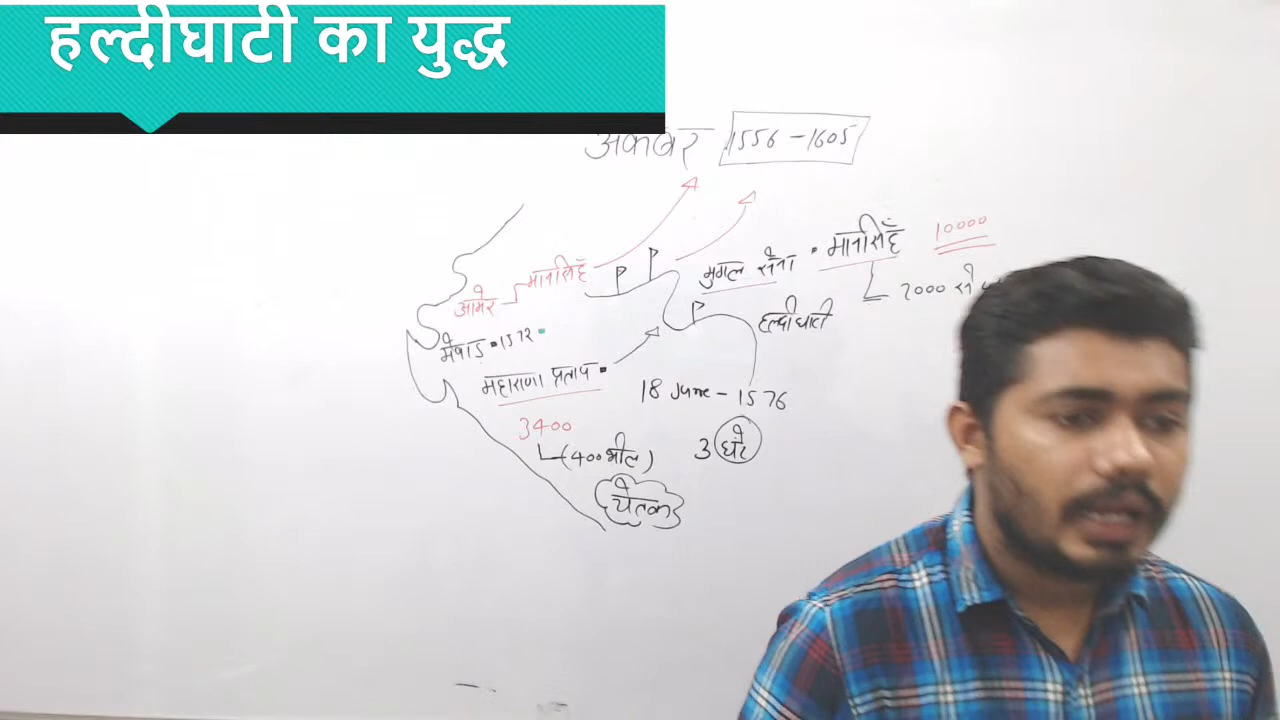 हल्दीघाटी का युद्ध
अकबर 1556 - 1605
मुगल सेना • मानसिंह 10000
7000
आमेर मानसिंह
हल्दीघाटी
मेवाड़ • 1572 •
महाराणा प्रताप •
18 June - 1576
3400
(400 भील)
3 घंटे
चेतक